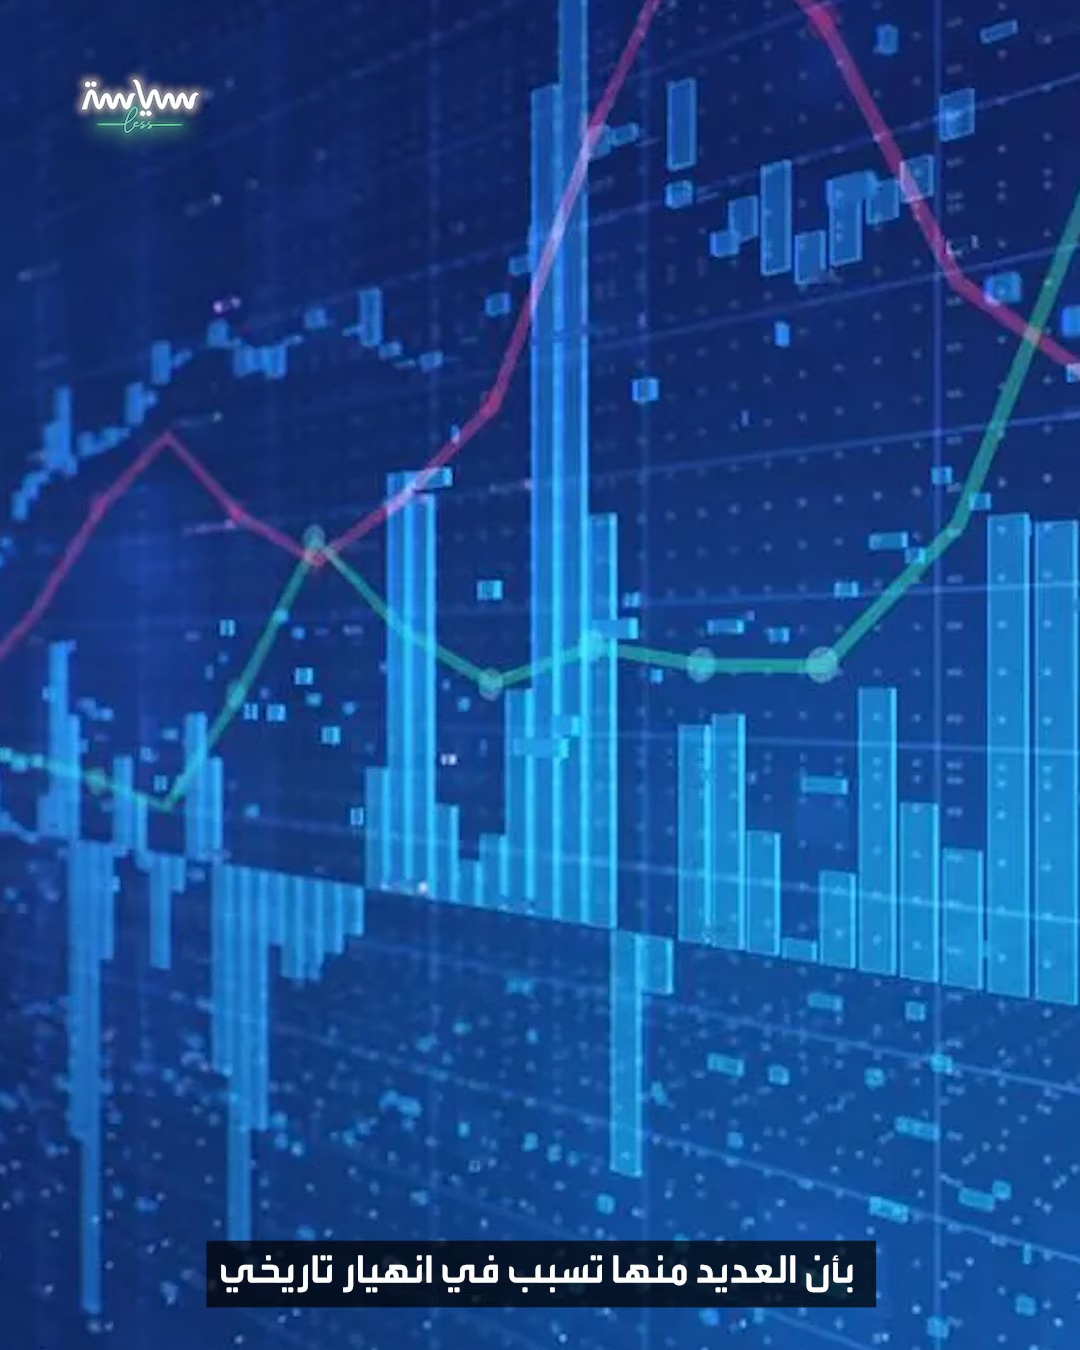 سياسة
less
بأن العديد منها تسبب في انهيار تاريخي